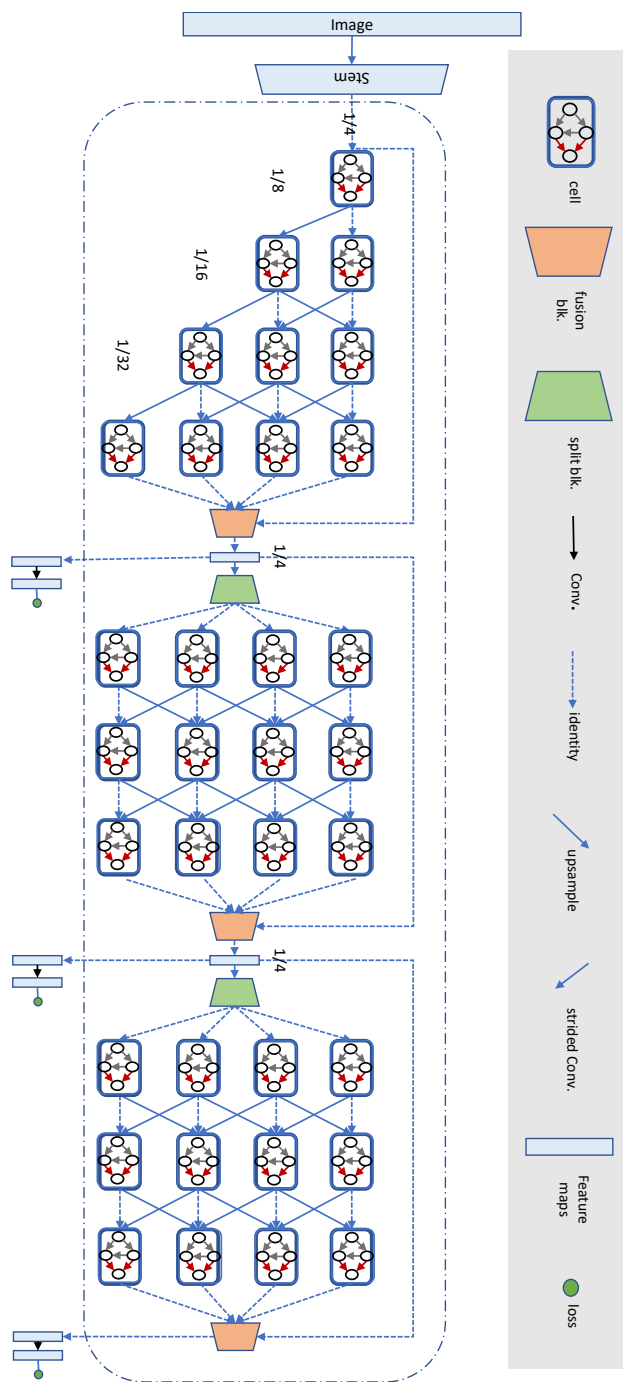 Image
Stem
1/4
1/8
1/16
1/32
1/4
1/4
cell
fusion
blk.
split blk.
Conv.
identity
upsample
strided Conv.
Feature
maps
loss